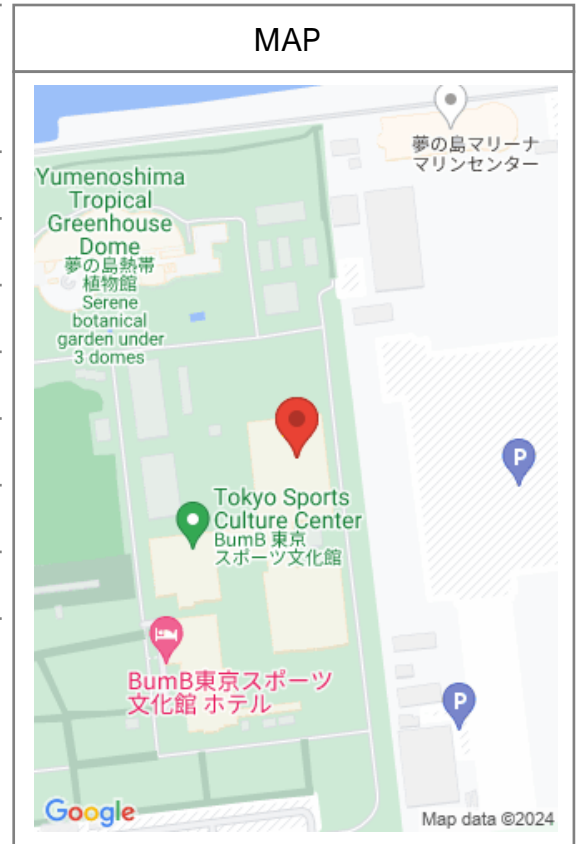 MAP
夢の島マリーナ
マリンセンター
Yumenoshima
Tropical
Greenhouse
Dome
夢の島熱帯
植物館
Serene
botanical
garden under
3 domes
P
Tokyo Sports
Culture Center
BumB 東京
スポーツ文化館
BumB東京スポーツ
文化館 ホテル
P
Google
Map data ©2024